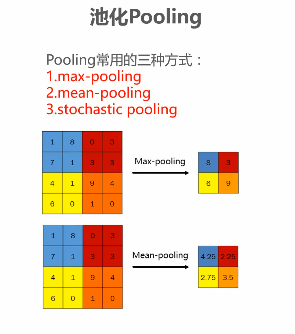 池化Pooling
Pooling常用的三种方式：
1.max-pooling
2.mean-pooling
3.stochastic pooling
1 8 0 3
7 1 3 3
4 1 9 4
6 0 1 0
Max-pooling
8 3
6 9
1 8 0 3
7 1 3 3
4 1 9 4
6 0 1 0
Mean-pooling
4.25 2.25
2.75 3.5